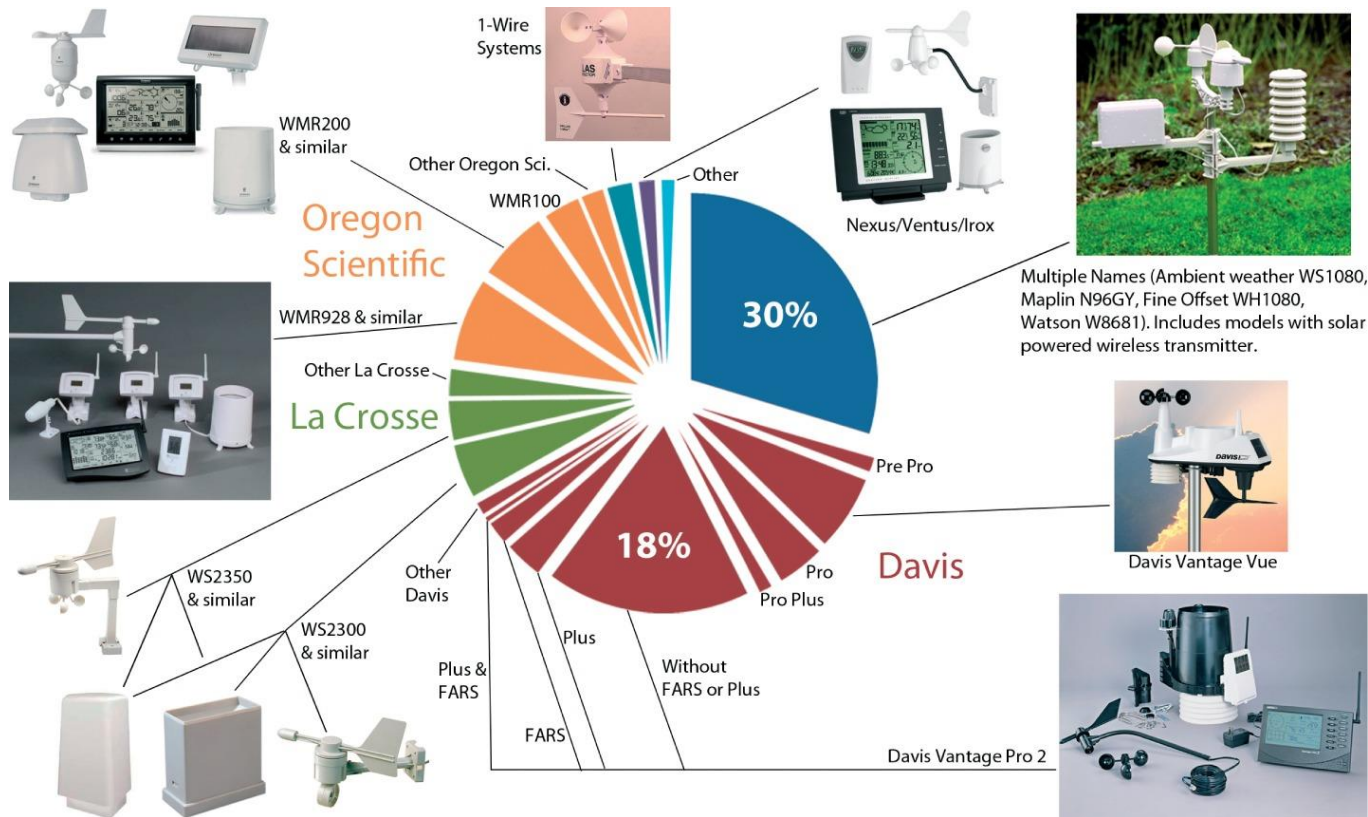 1-Wire
Systems
WMR200
& similar
Other Oregon Sci.
WMR100
Other
Nexus/Ventus/Irox
Oregon
Scientific
30%
Multiple Names (Ambient weather WS1080,
Maplin N96GY, Fine Offset WH1080,
Watson W8681). Includes models with solar
powered wireless transmitter.
WMR928 & similar
Other La Crosse
La Crosse
Pre Pro
DAVIS
18%
Davis
Other
Davis
Pro
Pro Plus
Davis Vantage Vue
WS2350
& similar
WS2300
& similar
Plus
Plus &
FARS
Without
FARS or Plus
FARS
Davis Vantage Pro 2